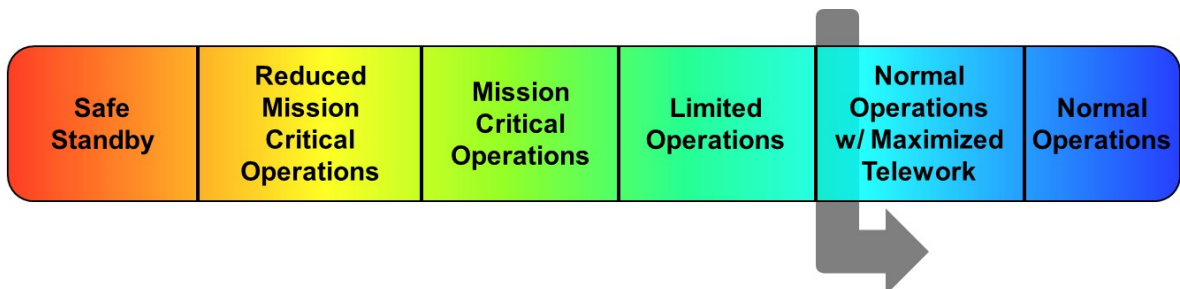 Safe
Standby
Reduced
Mission
Critical
Operations
Mission
Critical
Operations
Limited
Operations
Normal
Operations
w/ Maximized
Telework
Normal
Operations